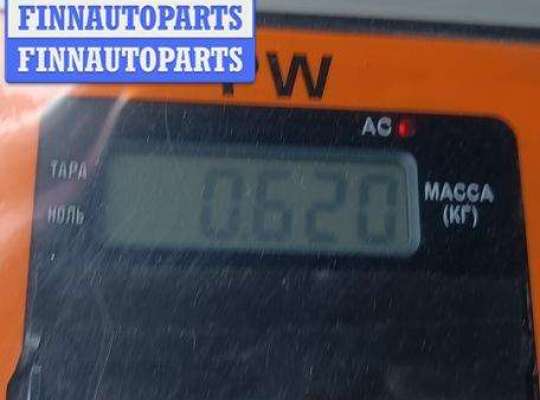 FINNAUTOPARTS
FINNAUTOPARTS
PW
AC
ТАРА
НОЛЬ
0.620
МАССА
(КГ)